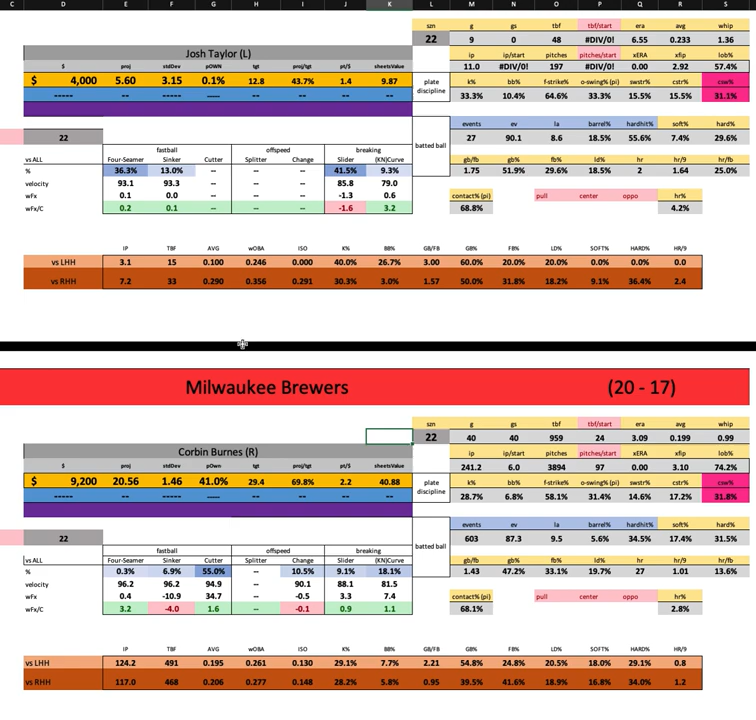 C D E F G H I J K L M N O P Q R S
szn g gs tbf tbf/start era avg whip
22 9 0 48 #DIV/0! 6.55 0.233 1.36
Josh Taylor (L) ip ip/start pitches pitches/start xERA xfip lob%
$ proj stdDev pOWN tgt proj/tgt pt/$ sheetsValue 11.0 #DIV/0! 197 #DIV/0! 0.00 2.92 57.4%
$ 4,000 5.60 3.15 0.1% 12.8 43.7% 1.4 9.87 plate discipline k% bb% f-strike% o-swing% (pi) swstr% cstr% csw%
----- -- -- ---- -- -- -- -- 33.3% 10.4% 64.6% 33.3% 15.5% 15.5% 31.1%
events ev la barrel% hardhit% soft% hard%
22 batted ball 27 90.1 8.6 18.5% 55.6% 7.4% 29.6%
fastball offspeed breaking
vs ALL Four-Seamer Sinker Cutter Splitter Change Slider (KN)Curve gb/fb gb% fb% ld% hr hr/9 hr/fb
% 36.3% 13.0% -- -- -- 41.5% 9.3% 1.75 51.9% 29.6% 18.5% 2 1.64 25.0%
velocity 93.1 93.3 -- -- -- 85.8 79.0
wFx 0.1 0.0 -- -- -- -1.3 0.6 contact% (pi) pull center oppo hr%
wFx/C 0.2 0.1 -- -- -- -1.6 3.2 68.8% 4.2%
IP TBF AVG wOBA ISO K% BB% GB/FB GB% FB% LD% SOFT% HARD% HR/9
vs LHH 3.1 15 0.100 0.246 0.000 40.0% 26.7% 3.00 60.0% 20.0% 20.0% 0.0% 0.0% 0.0
vs RHH 7.2 33 0.290 0.356 0.291 30.3% 3.0% 1.57 50.0% 31.8% 18.2% 9.1% 36.4% 2.4
Milwaukee Brewers (20 - 17)
szn g gs tbf tbf/start era avg whip
22 40 40 959 24 3.09 0.199 0.99
Corbin Burnes (R) ip ip/start pitches pitches/start xERA xfip lob%
$ proj stdDev pOwn tgt proj/tgt pt/$ sheetsValue 241.2 6.0 3894 97 0.00 3.10 74.2%
$ 9,200 20.56 1.46 41.0% 29.4 69.8% 2.2 40.88 plate discipline k% bb% f-strike% o-swing% (pi) swstr% cstr% csw%
----- -- -- ---- -- -- -- -- 28.7% 6.8% 58.1% 31.4% 14.6% 17.2% 31.8%
events ev la barrel% hardhit% soft% hard%
22 batted ball 603 87.3 9.5 5.6% 34.5% 17.4% 31.5%
fastball offspeed breaking
vs ALL Four-Seamer Sinker Cutter Splitter Change Slider (KN)Curve gb/fb gb% fb% ld% hr hr/9 hr/fb
% 0.3% 6.9% 55.0% -- 10.5% 9.1% 18.1% 1.43 47.2% 33.1% 19.7% 27 1.01 13.6%
velocity 96.2 96.2 94.9 -- 90.1 88.1 81.5
wFx 0.4 -10.9 34.7 -- -0.5 3.3 7.4 contact% (pi) pull center oppo hr%
wFx/C 3.2 -4.0 1.6 -- -0.1 0.9 1.1 68.1% 2.8%
IP TBF AVG wOBA ISO K% BB% GB/FB GB% FB% LD% SOFT% HARD% HR/9
vs LHH 124.2 491 0.195 0.261 0.130 29.1% 7.7% 2.21 54.8% 24.8% 20.5% 18.0% 29.1% 0.8
vs RHH 117.0 468 0.206 0.277 0.148 28.2% 5.8% 0.95 39.5% 41.6% 18.9% 16.8% 34.0% 1.2